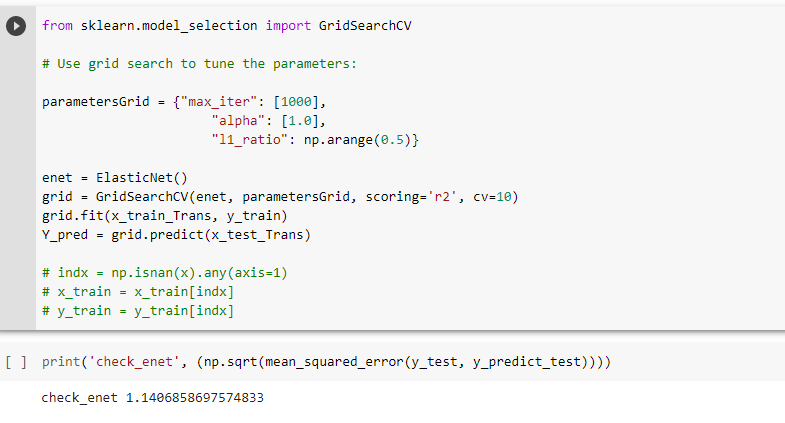 from sklearn.model_selection import GridSearchCV
# Use grid search to tune the parameters:
parametersGrid = {"max_iter": [1000],
"alpha": [1.0],
"l1_ratio": np.arange(0.5)}
enet = ElasticNet()
grid = GridSearchCV(enet, parametersGrid, scoring='r2', cv=10)
grid.fit(x_train_Trans, y_train)
Y_pred = grid.predict(x_test_Trans)
# indx = np.isnan(x).any(axis=1)
# x_train = x_train[indx]
# y_train = y_train[indx]
[ ] print('check_enet', (np.sqrt(mean_squared_error(y_test, y_predict_test))))
check_enet 1.1406858697574833